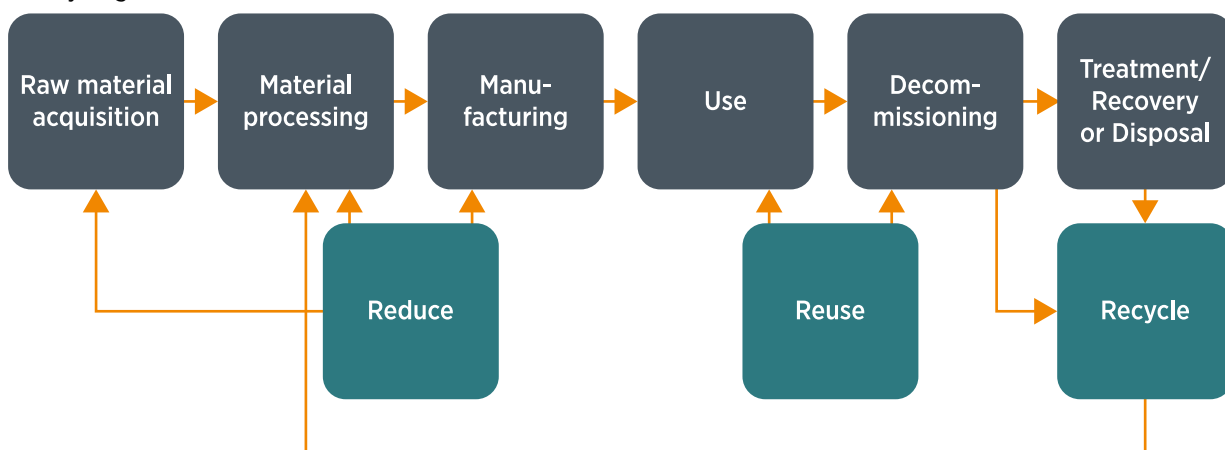 Raw material
acquisition
Material
processing
Manu-
facturing
Use
Decom-
missioning
Treatment/
Recovery
or Disposal
Reduce
Reuse
Recycle